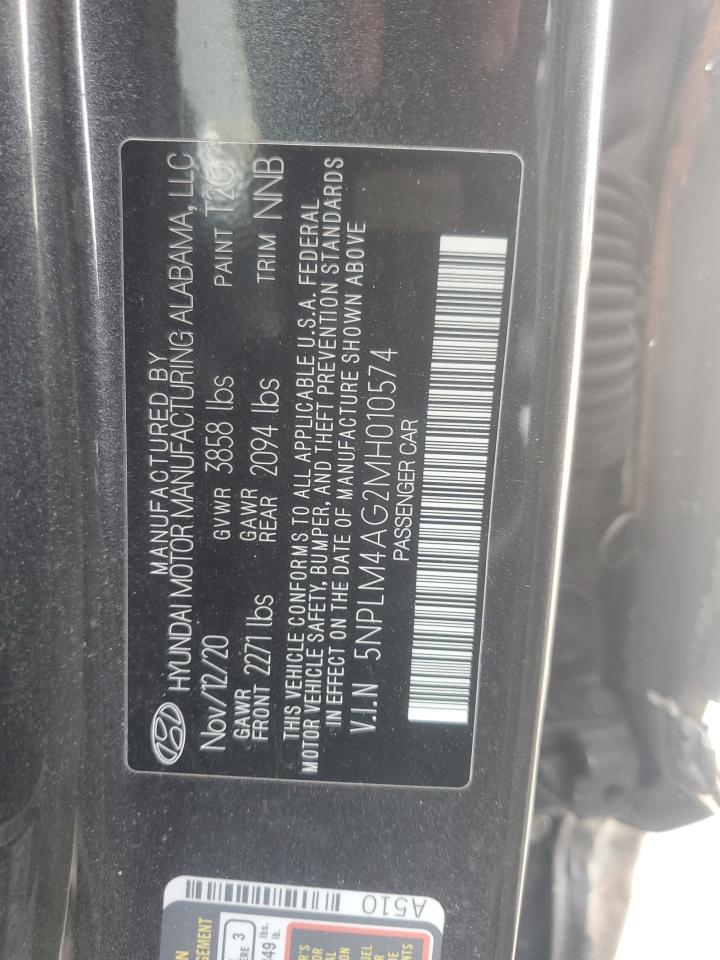 MANUFACTURED BY
HYUNDAI MOTOR MANUFACTURING ALABAMA, LLC
Nov/12/20 GVWR 3858 lbs PAINT
GAWR FRONT 2271 lbs GAWR REAR 2094 lbs TRIM NNB
THIS VEHICLE CONFORMS TO ALL APPLICABLE U.S.A. FEDERAL
MOTOR VEHICLE SAFETY, BUMPER, AND THEFT PREVENTION STANDARDS
IN EFFECT ON THE DATE OF MANUFACTURE SHOWN ABOVE
V.I.N 5NPLM4AG2MH010574
PASSENGER CAR
A510